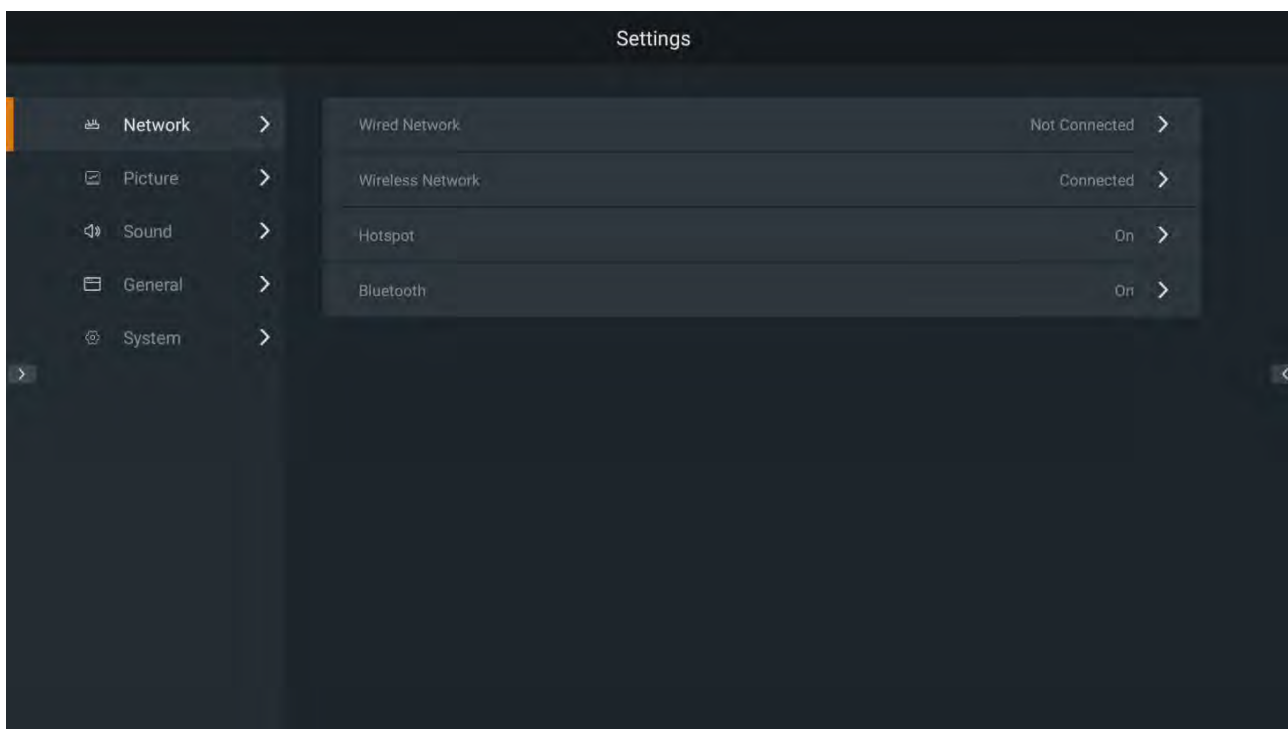 Settings
Network
Picture
Sound
General
System
Wired Network Not Connected
Wireless Network Connected
Hotspot On
Bluetooth On